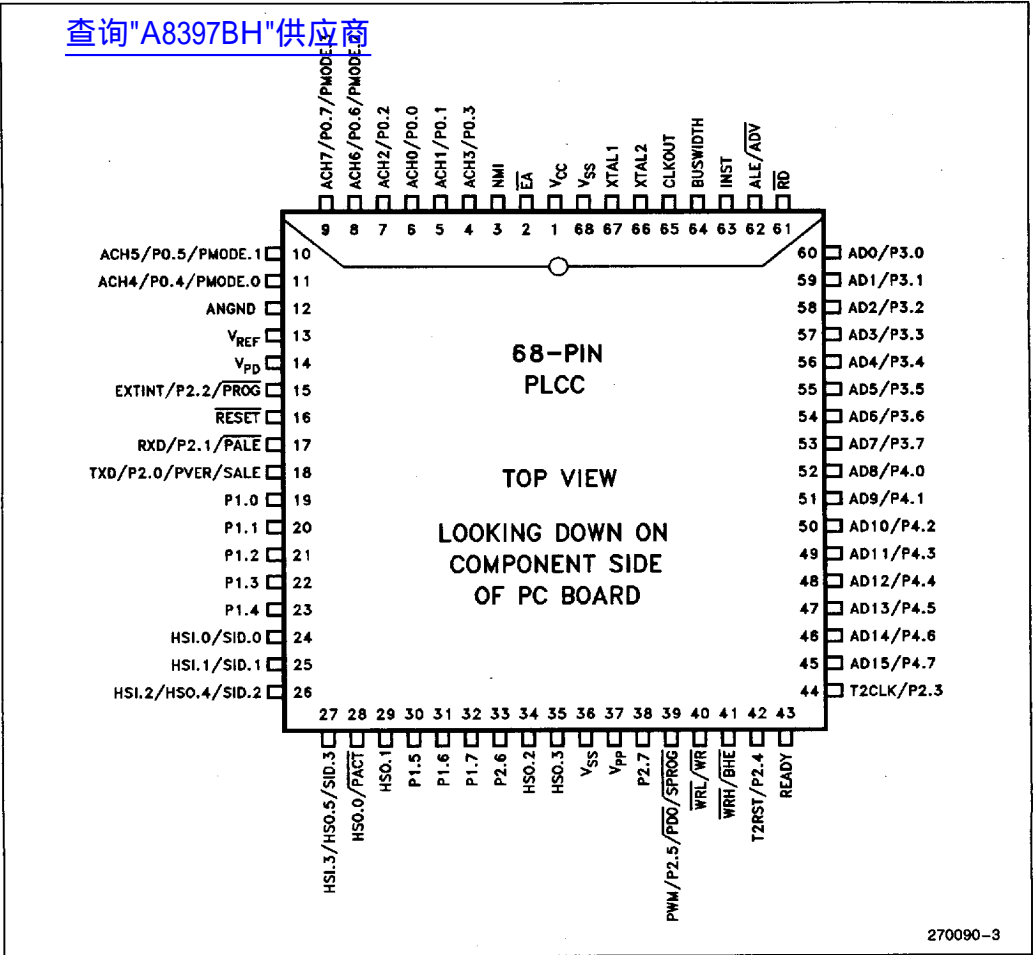 查询"A8397BH"供应商
ACH7/P0.7/PMODE.3
ACH6/P0.6/PMODE.2
ACH2/P0.2
ACH0/P0.0
ACH1/P0.1
ACH3/P0.3
NMI
EA
VCC
VSS
XTAL1
XTAL2
CLKOUT
BUSWIDTH
INST
ALE/ADV
RD
9 8 7 6 5 4 3 2 1 68 67 66 65 64 63 62 61
ACH5/P0.5/PMODE.1 10
ACH4/P0.4/PMODE.0 11
ANGND 12
VREF 13
VPD 14
EXTINT/P2.2/PROG 15
RESET 16
RXD/P2.1/PALE 17
TXD/P2.0/PVER/SALE 18
P1.0 19
P1.1 20
P1.2 21
P1.3 22
P1.4 23
HSI.0/SID.0 24
HSI.1/SID.1 25
HSI.2/HSO.4/SID.2 26
68-PIN
PLCC
TOP VIEW
LOOKING DOWN ON
COMPONENT SIDE
OF PC BOARD
60 AD0/P3.0
59 AD1/P3.1
58 AD2/P3.2
57 AD3/P3.3
56 AD4/P3.4
55 AD5/P3.5
54 AD6/P3.6
53 AD7/P3.7
52 AD8/P4.0
51 AD9/P4.1
50 AD10/P4.2
49 AD11/P4.3
48 AD12/P4.4
47 AD13/P4.5
46 AD14/P4.6
45 AD15/P4.7
44 T2CLK/P2.3
27 28 29 30 31 32 33 34 35 36 37 38 39 40 41 42 43
HSI.3/HSO.5/SID.3
HSO.0/PACT
HSO.1
P1.5
P1.6
P1.7
P2.6
HSO.2
HSO.3
VSS
VPP
P2.7
PWM/P2.5/PDO/SPROG
WRL/WR
WRH/BHE
T2RST/P2.4
READY
270090-3